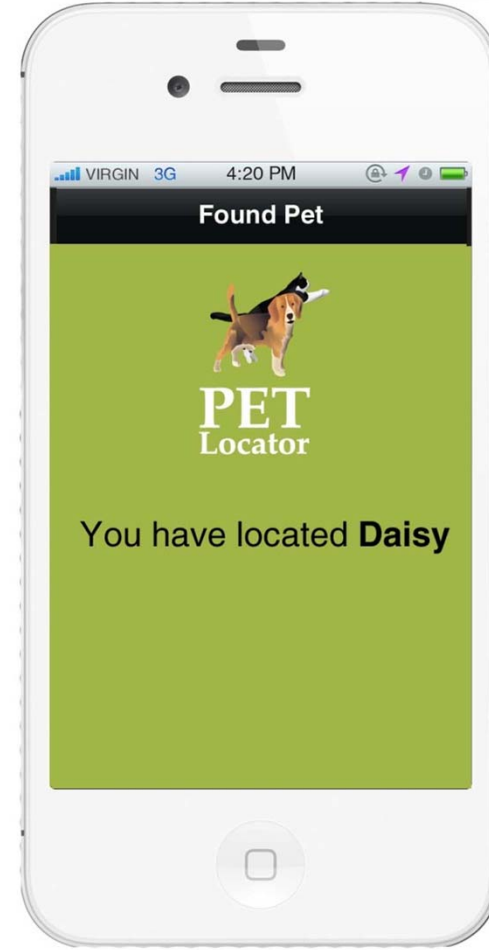 VIRGIN 3G 4:20 PM
Found Pet
PET
Locator
You have located Daisy